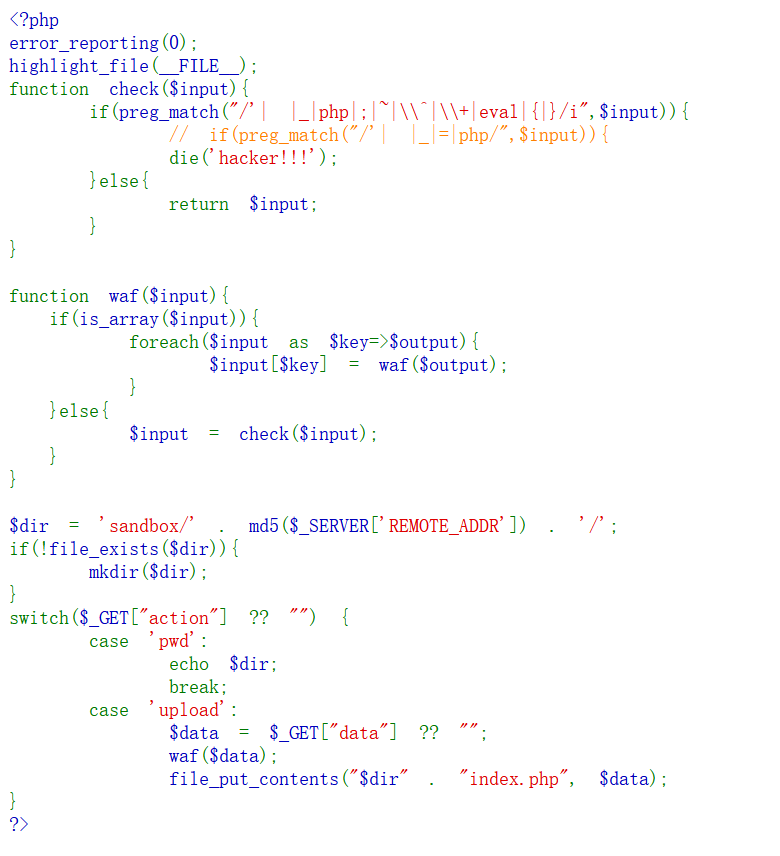 <?php
error_reporting(0);
highlight_file(__FILE__);
function check($input){
if(preg_match("/'| |_|php|;|~|\\^|\\+|eval|{|}/i",$input)){
// if(preg_match("/'| |_|=|php/",$input)){
die('hacker!!!');
}else{
return $input;
}
}
function waf($input){
if(is_array($input)){
foreach($input as $key=>$output){
$input[$key] = waf($output);
}
}else{
$input = check($input);
}
}
$dir = 'sandbox/' . md5($_SERVER['REMOTE_ADDR']) . '/';
if(!file_exists($dir)){
mkdir($dir);
}
switch($_GET["action"] ?? "") {
case 'pwd':
echo $dir;
break;
case 'upload':
$data = $_GET["data"] ?? "";
waf($data);
file_put_contents("$dir" . "index.php", $data);
}
?>